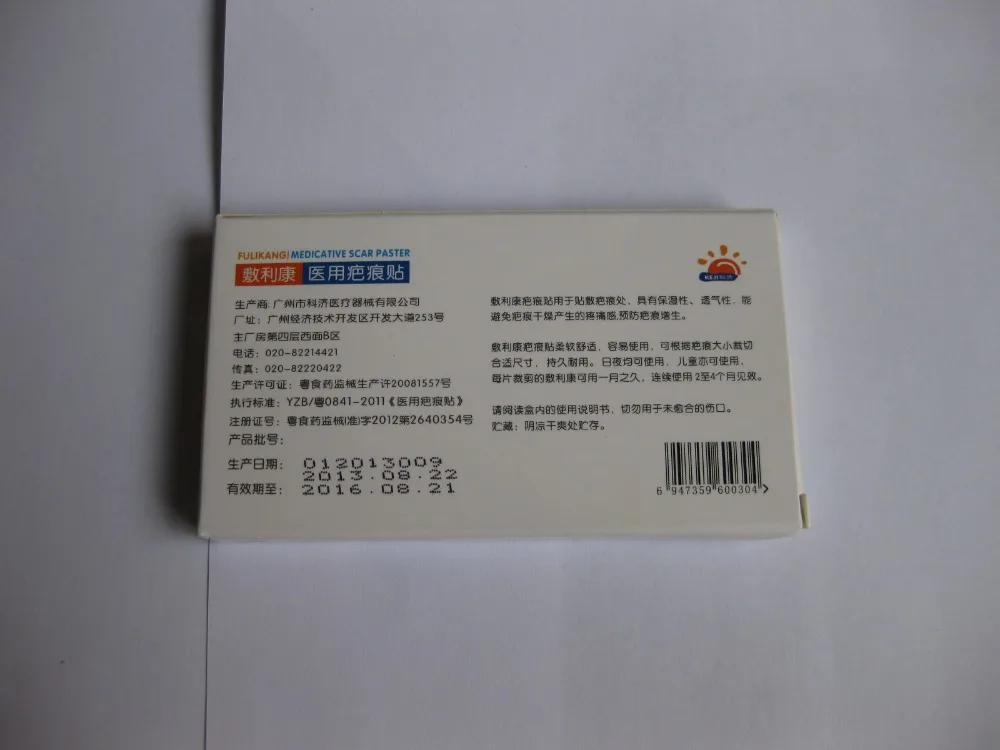 FULIKANG MEDICATIVE SCAR PASTER
敷利康 医用疤痕贴
生产商: 广州市科济医疗器械有限公司
厂址: 广州经济技术开发区开发大道253号
主厂房第四层西面B区
电话: 020-82214421
传真: 020-82220422
生产许可证: 粤食药监械生产许20081557号
执行标准: YZB/粤0841-2011《医用疤痕贴》
注册证号: 粤食药监械(准)字2012第2640354号
产品批号:
012013009
生产日期: 2013.08.22
有效期至: 2016.08.21
KEJI科济
敷利康疤痕贴用于贴敷疤痕处, 具有保湿性、透气性, 能
避免疤痕干燥产生的疼痛感,预防疤痕增生。
敷利康疤痕贴柔软舒适, 容易使用, 可根据疤痕大小裁切
合适尺寸, 持久耐用。日夜均可使用, 儿童亦可使用,
每片裁剪的敷利康可用一月之久, 连续使用2至4个月见效。
请阅读盒内的使用说明书, 切勿用于未愈合的伤口。
贮藏: 阴凉干爽处贮存。
6 947359 600304 >